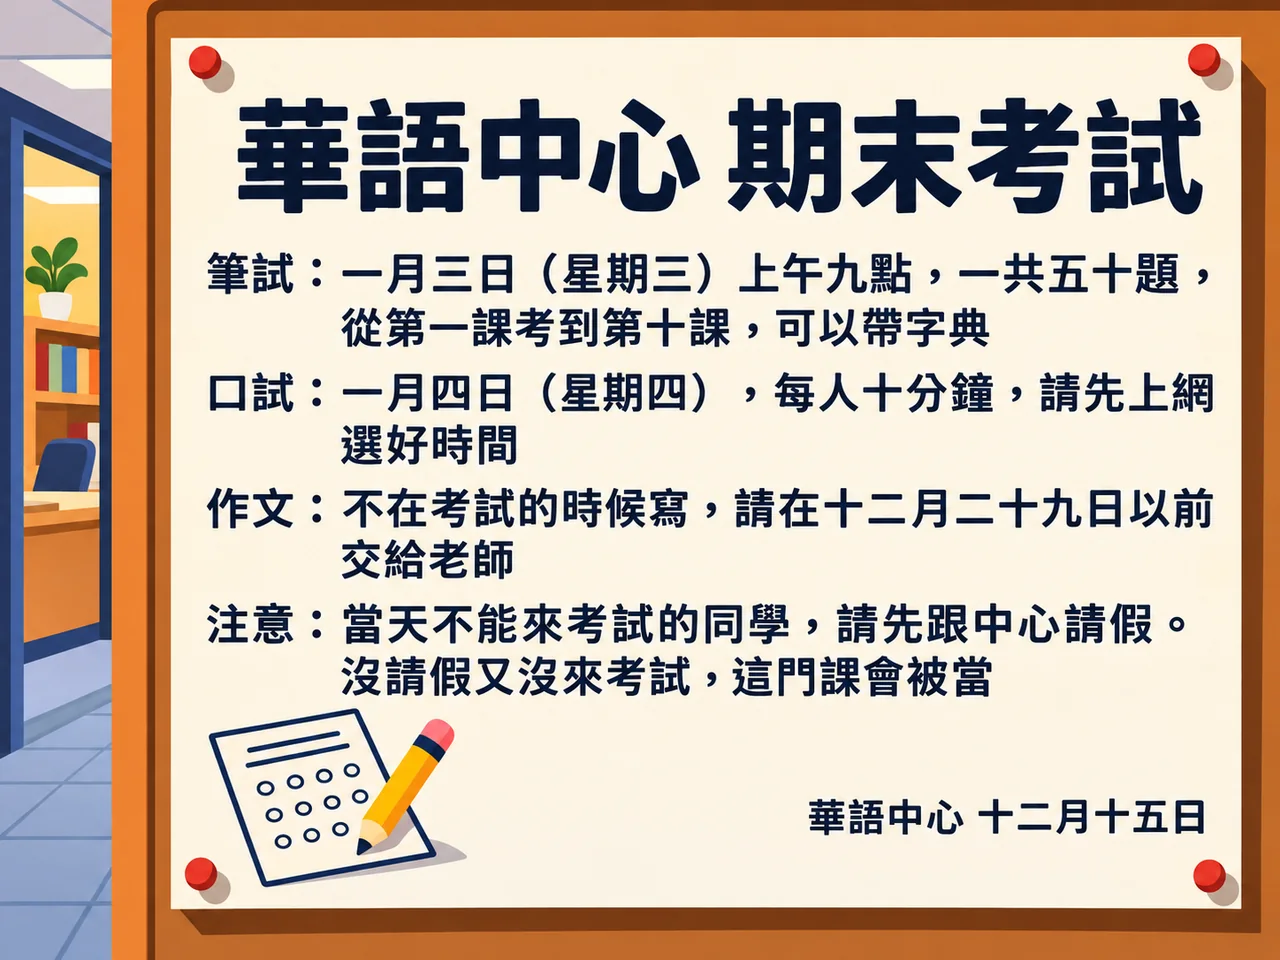 華語中心 期末考試
筆試：一月三日（星期三）上午九點，一共五十題，
從第一課考到第十課，可以帶字典
口試：一月四日（星期四），每人十分鐘，請先上網
選好時間
作文：不在考試的時候寫，請在十二月二十九日以前
交給老師
注意：當天不能來考試的同學，請先跟中心請假。
沒請假又沒來考試，這門課會被當
華語中心 十二月十五日